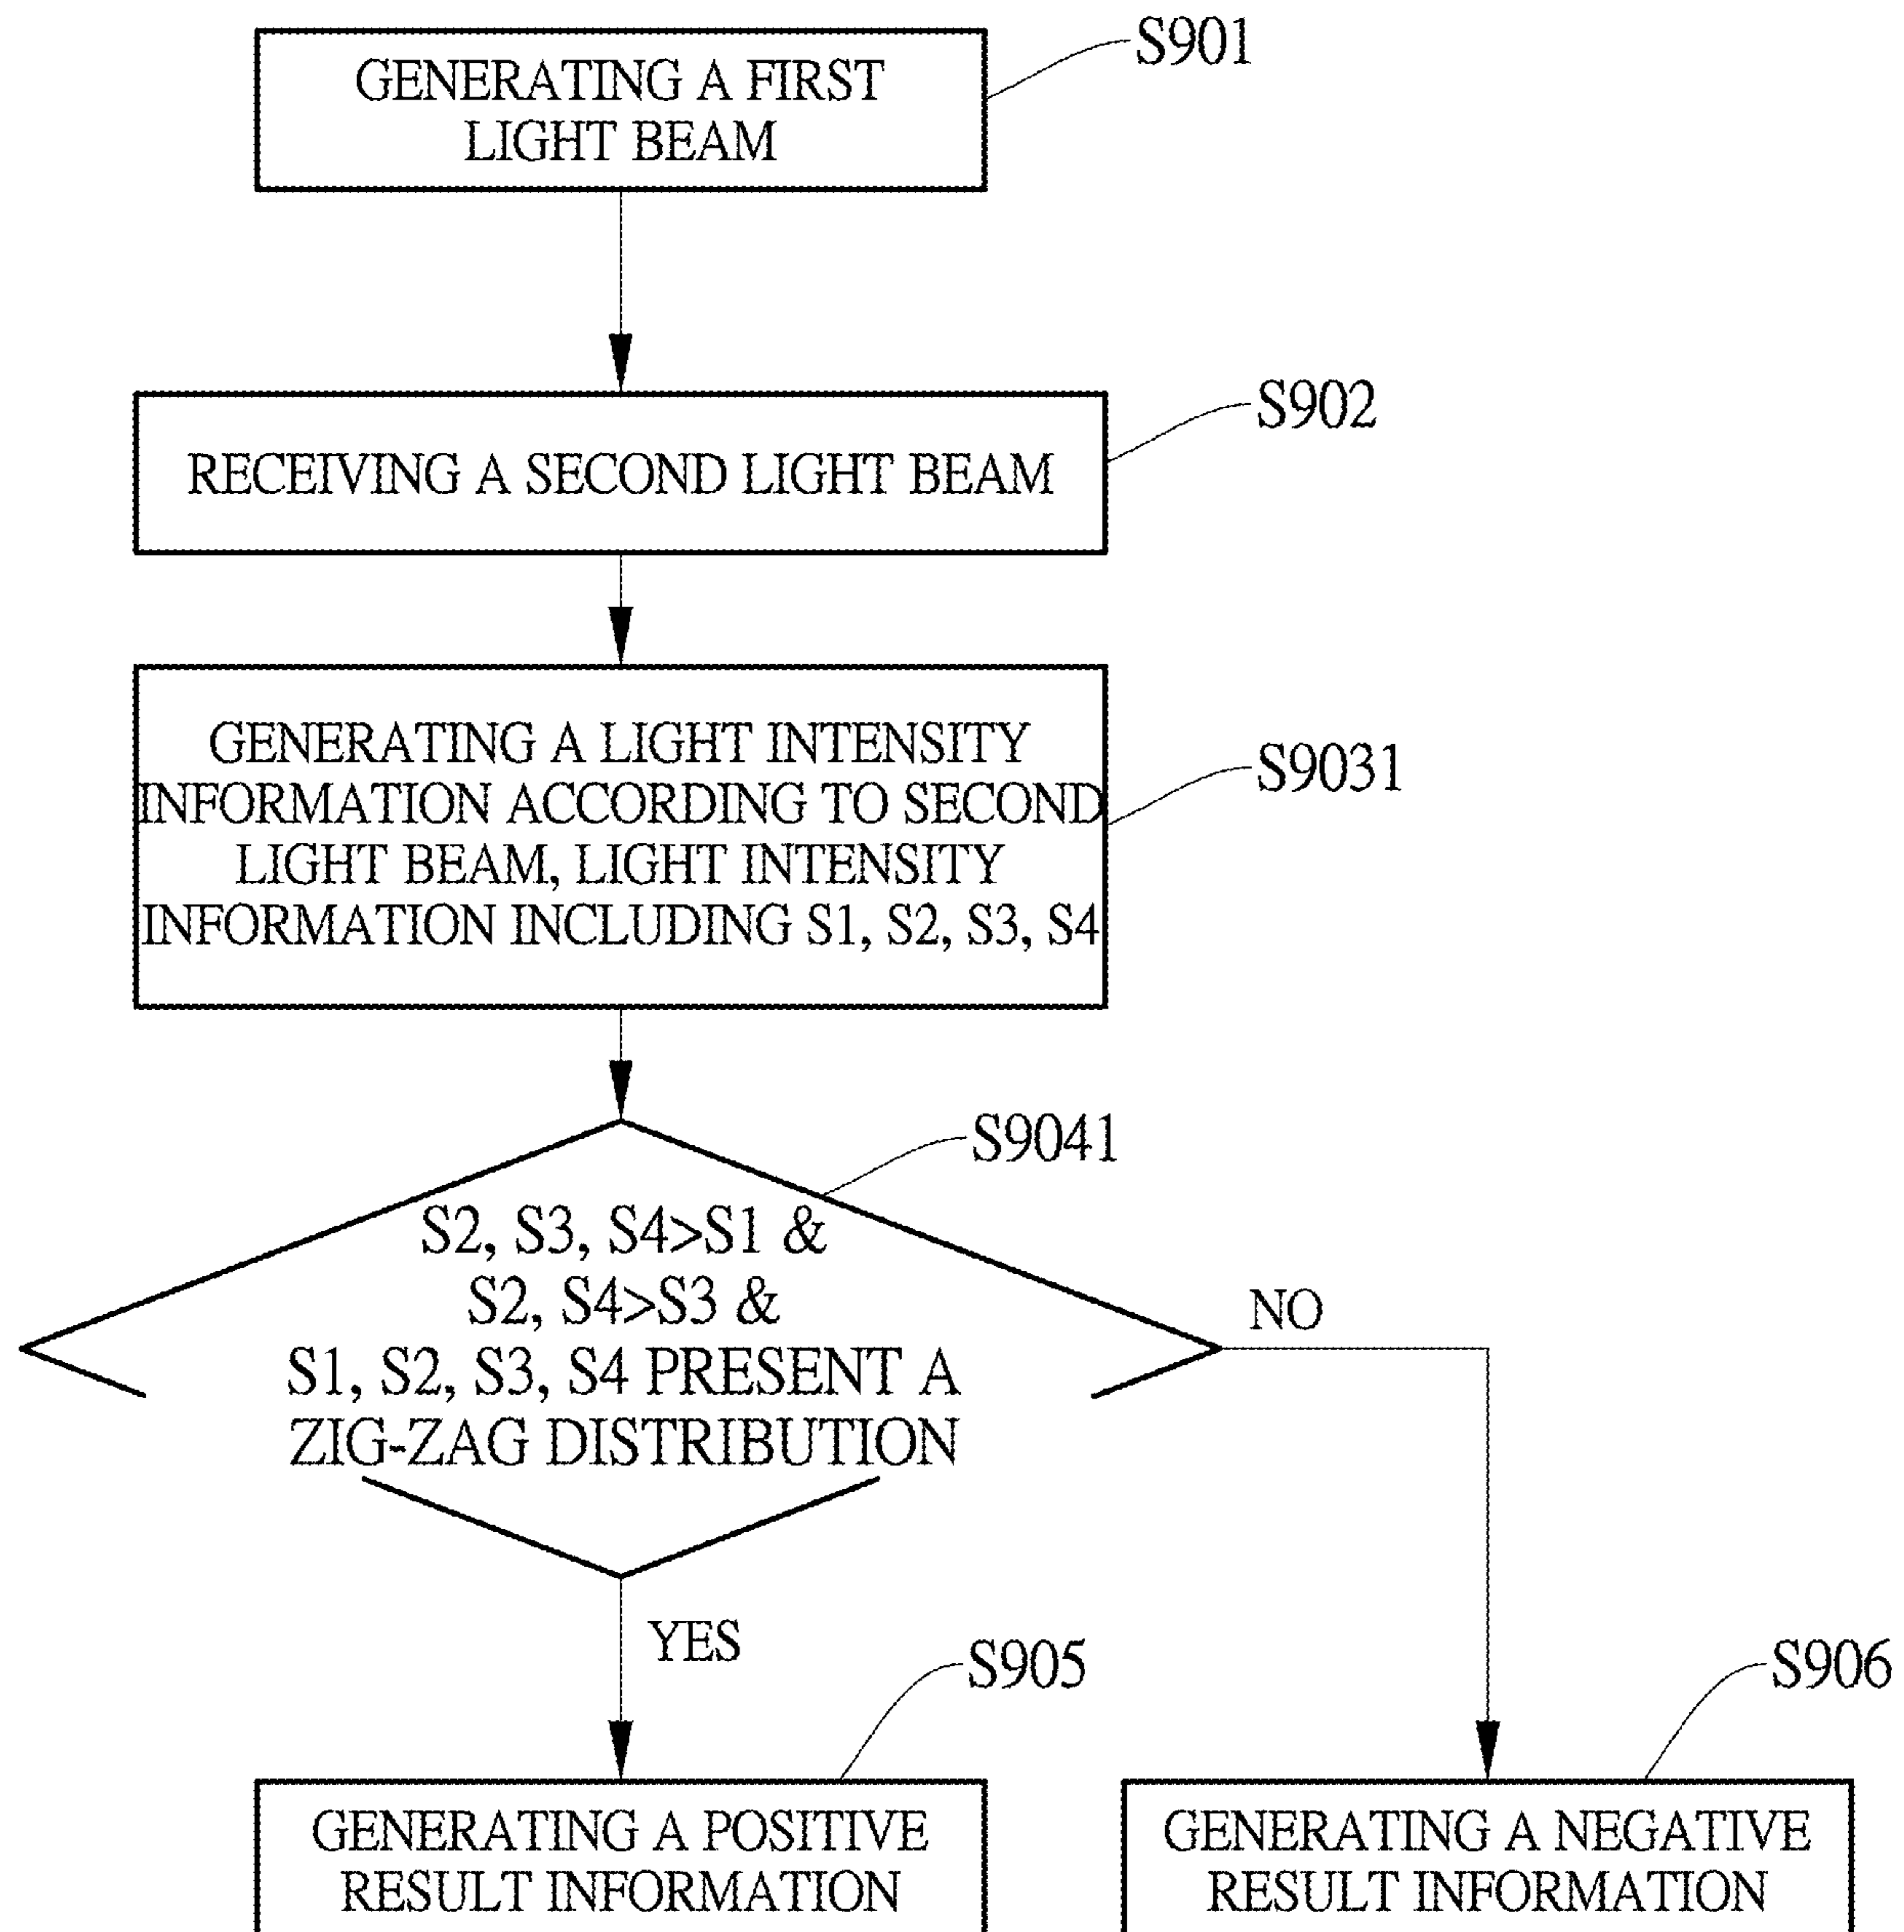 S901
GENERATING A FIRST
LIGHT BEAM
S902
RECEIVING A SECOND LIGHT BEAM
S9031
GENERATING A LIGHT INTENSITY
INFORMATION ACCORDING TO SECOND
LIGHT BEAM, LIGHT INTENSITY
INFORMATION INCLUDING S1, S2, S3, S4
S9041
S2, S3, S4>S1 &
S2, S4>S3 &
S1, S2, S3, S4 PRESENT A
ZIG-ZAG DISTRIBUTION
NO
YES
S905
S906
GENERATING A POSITIVE
RESULT INFORMATION
GENERATING A NEGATIVE
RESULT INFORMATION